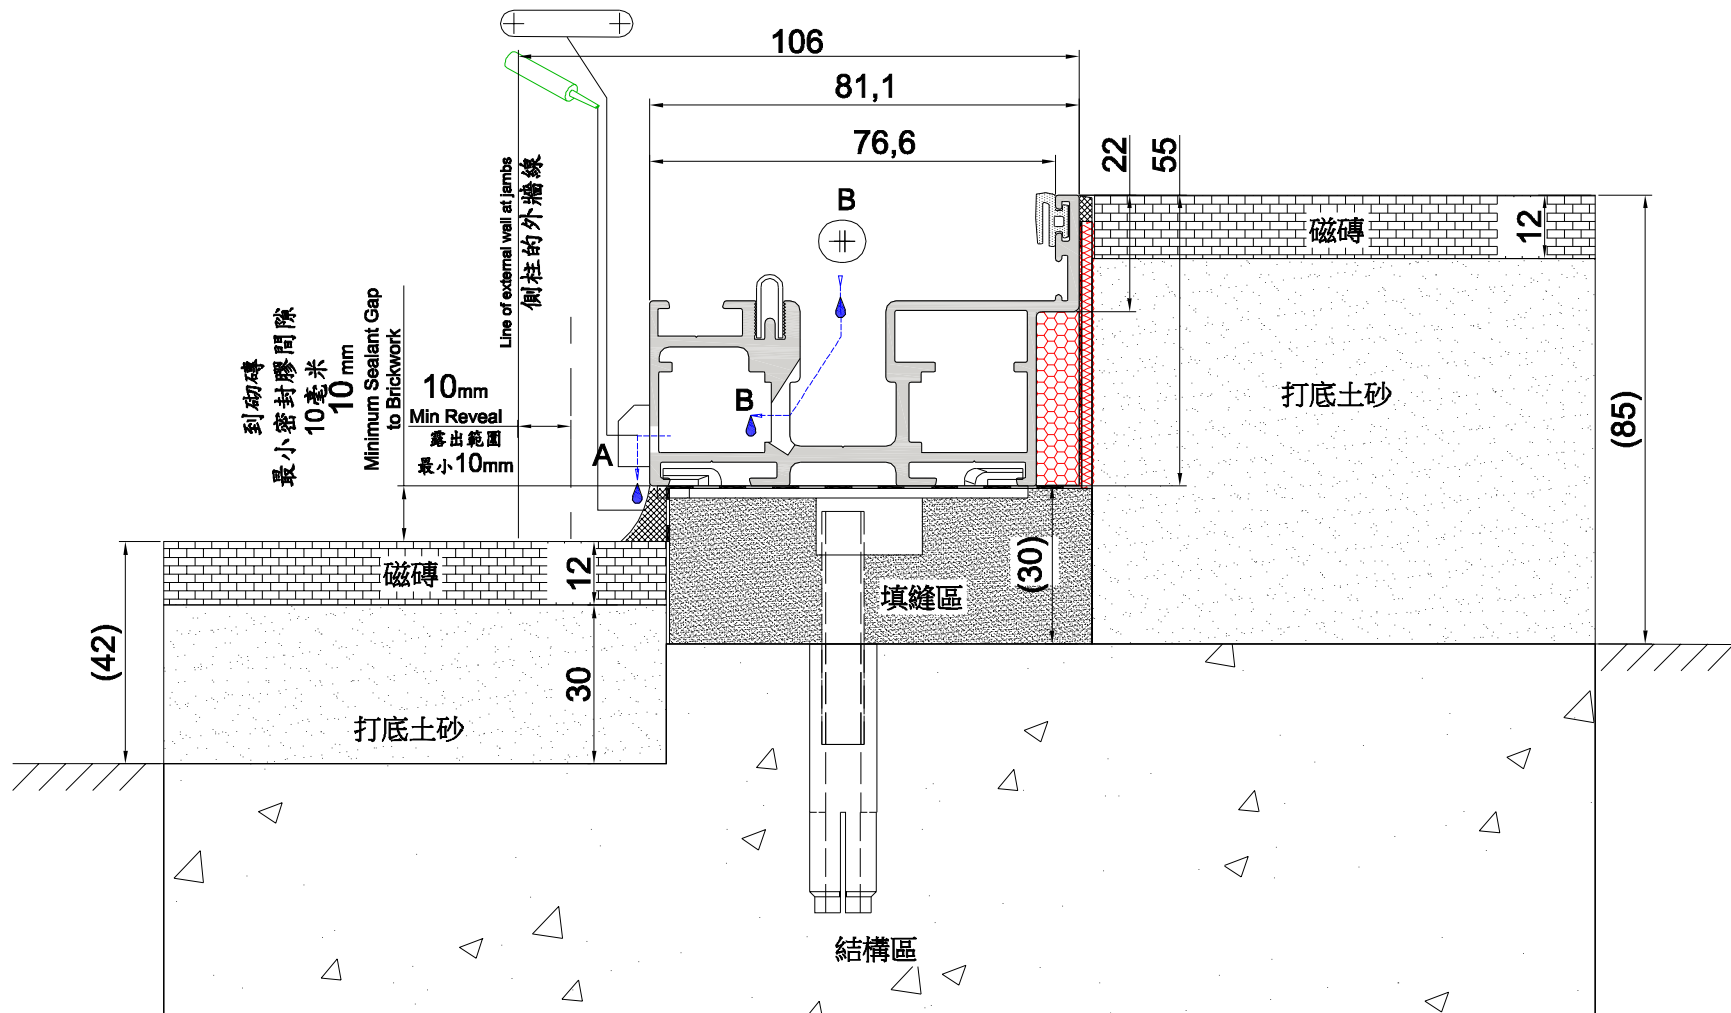 106
81,1
76,6
22
55
B
Line of external wall at jambs
側柱的外牆線
磁磚
12
到砌磚
最小密封膠間隙
10毫米
10 mm
Minimum Sealant Gap
to Brickwork
10mm
Min Reveal
露出範圍
最小10mm
B
A
打底土砂
(85)
磁磚
12
填縫區
(30)
(42)
30
打底土砂
結構區